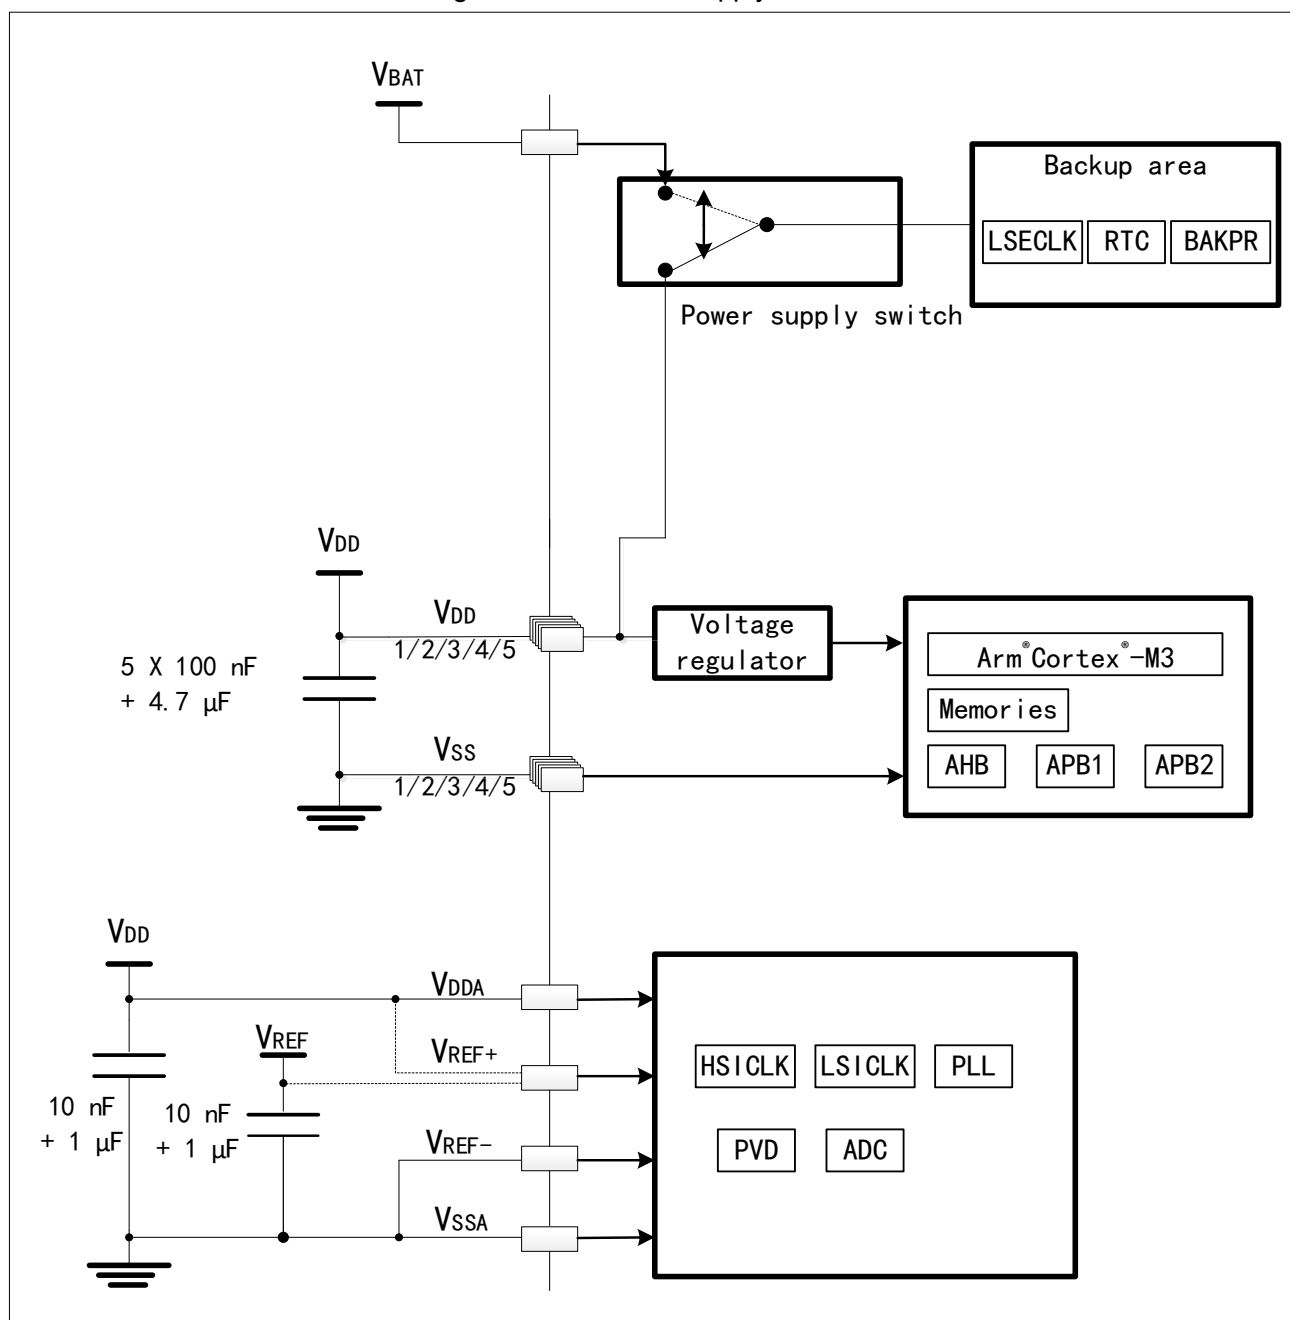 VBAT
Backup area
LSECLK RTC BAKPR
Power supply switch
VDD
VDD
1/2/3/4/5
Voltage
regulator
5 X 100 nF
+ 4.7 μF
Arm®Cortex®-M3
Memories
VSS
1/2/3/4/5
AHB APB1 APB2
VDD
VDDA
VREF
VREF+
HSICLK LSICLK PLL
10 nF
+ 1 μF
10 nF
+ 1 μF
VREF-
PVD ADC
VSSA